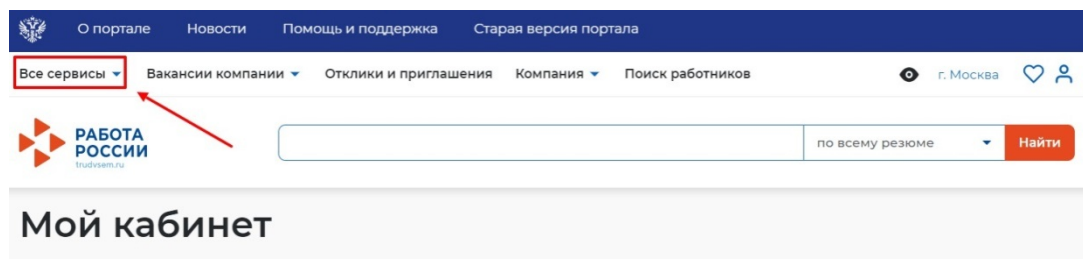 О портале Новости Помощь и поддержка Старая версия портала
Все сервисы Вакансии компании Отклики и приглашения Компания Поиск работников г. Москва
РАБОТА
РОССИИ
trudvsem.ru
по всему резюме Найти
Мой кабинет